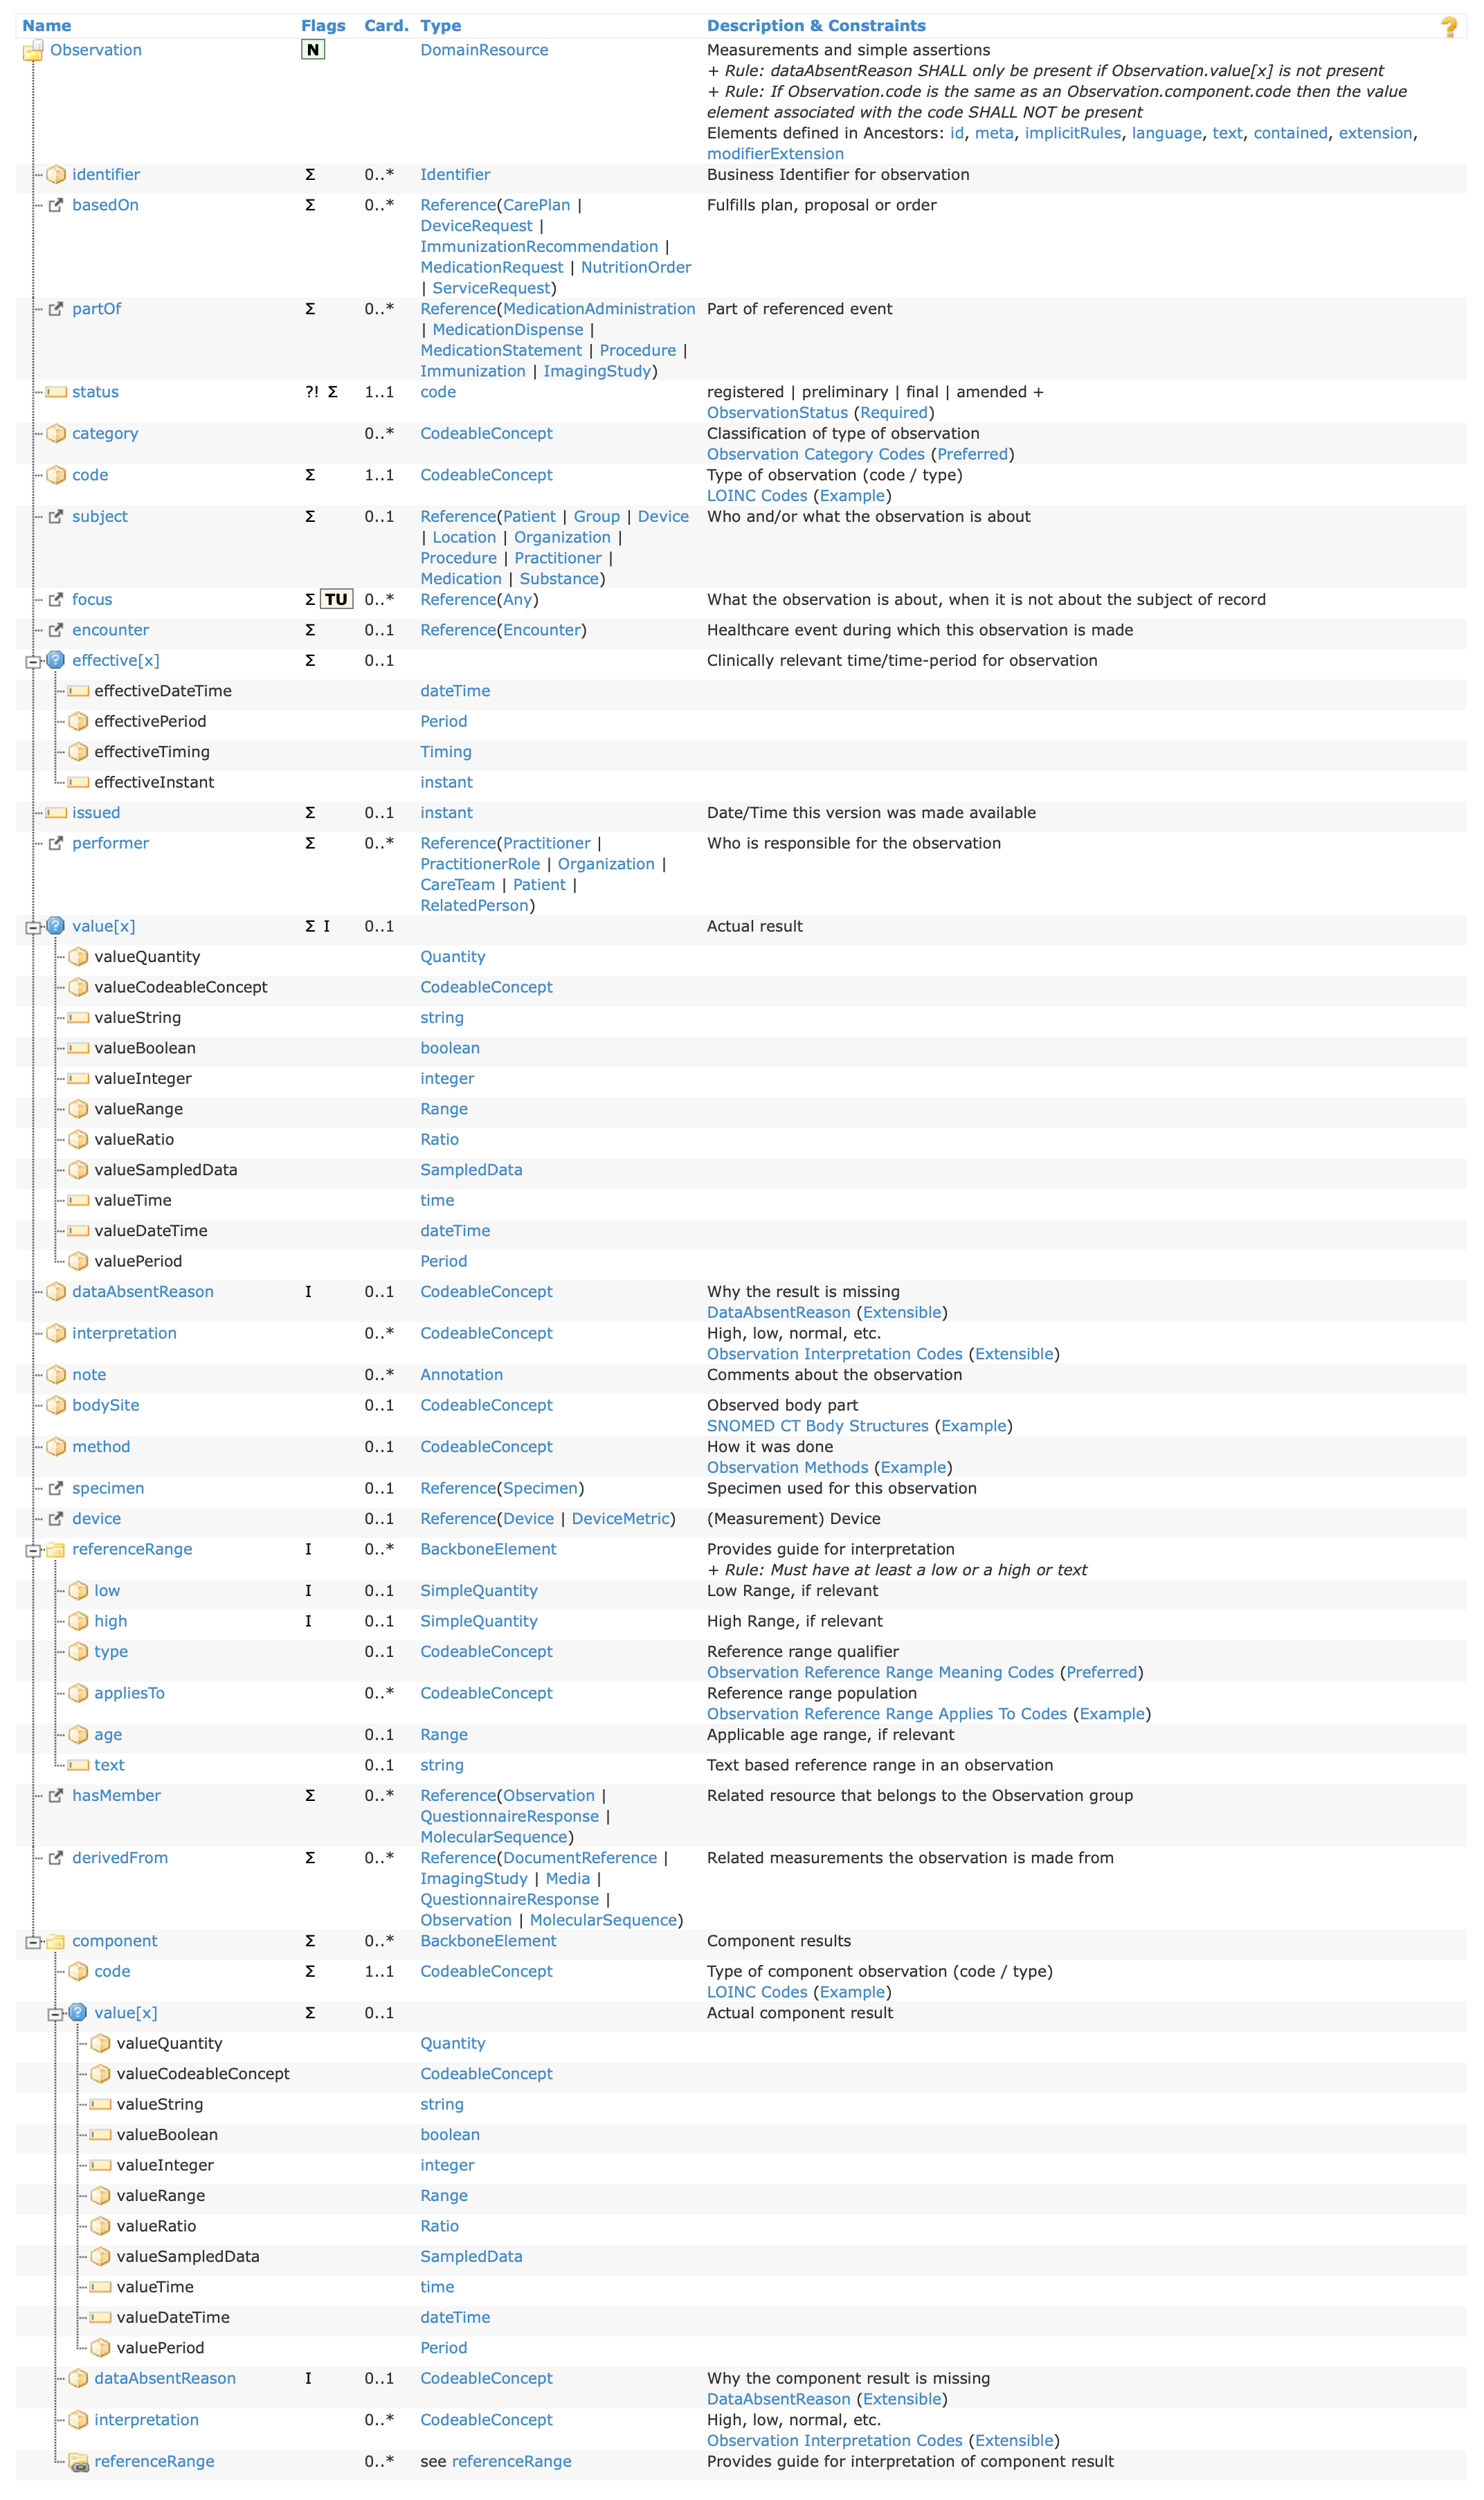 Name Flags Card. Type Description & Constraints
Observation N DomainResource Measurements and simple assertions
+ Rule: dataAbsentReason SHALL only be present if Observation.value[x] is not present
+ Rule: If Observation.code is the same as an Observation.component.code then the value
element associated with the code SHALL NOT be present
Elements defined in Ancestors: id, meta, implicitRules, language, text, contained, extension,
modifierExtension
identifier Σ 0..* Identifier Business Identifier for observation
basedOn Σ 0..* Reference(CarePlan | Fulfills plan, proposal or order
DeviceRequest |
ImmunizationRecommendation |
MedicationRequest | NutritionOrder
| ServiceRequest)
partOf Σ 0..* Reference(MedicationAdministration Part of referenced event
| MedicationDispense |
MedicationStatement | Procedure |
Immunization | ImagingStudy)
status ?! Σ 1..1 code registered | preliminary | final | amended +
ObservationStatus (Required)
category 0..* CodeableConcept Classification of type of observation
Observation Category Codes (Preferred)
code Σ 1..1 CodeableConcept Type of observation (code / type)
LOINC Codes (Example)
subject Σ 0..1 Reference(Patient | Group | Device Who and/or what the observation is about
| Location | Organization |
Procedure | Practitioner |
Medication | Substance)
focus Σ TU 0..* Reference(Any) What the observation is about, when it is not about the subject of record
encounter Σ 0..1 Reference(Encounter) Healthcare event during which this observation is made
effective[x] Σ 0..1 Clinically relevant time/time-period for observation
effectiveDateTime dateTime
effectivePeriod Period
effectiveTiming Timing
effectiveInstant instant
issued Σ 0..1 instant Date/Time this version was made available
performer Σ 0..* Reference(Practitioner | Who is responsible for the observation
PractitionerRole | Organization |
CareTeam | Patient |
RelatedPerson)
value[x] Σ I 0..1 Actual result
valueQuantity Quantity
valueCodeableConcept CodeableConcept
valueString string
valueBoolean boolean
valueInteger integer
valueRange Range
valueRatio Ratio
valueSampledData SampledData
valueTime time
valueDateTime dateTime
valuePeriod Period
dataAbsentReason I 0..1 CodeableConcept Why the result is missing
DataAbsentReason (Extensible)
interpretation 0..* CodeableConcept High, low, normal, etc.
Observation Interpretation Codes (Extensible)
note 0..* Annotation Comments about the observation
bodySite 0..1 CodeableConcept Observed body part
SNOMED CT Body Structures (Example)
method 0..1 CodeableConcept How it was done
Observation Methods (Example)
specimen 0..1 Reference(Specimen) Specimen used for this observation
device 0..1 Reference(Device | DeviceMetric) (Measurement) Device
referenceRange I 0..* BackboneElement Provides guide for interpretation
+ Rule: Must have at least a low or a high or text
low I 0..1 SimpleQuantity Low Range, if relevant
high I 0..1 SimpleQuantity High Range, if relevant
type 0..1 CodeableConcept Reference range qualifier
Observation Reference Range Meaning Codes (Preferred)
appliesTo 0..* CodeableConcept Reference range population
Observation Reference Range Applies To Codes (Example)
age 0..1 Range Applicable age range, if relevant
text 0..1 string Text based reference range in an observation
hasMember Σ 0..* Reference(Observation | Related resource that belongs to the Observation group
QuestionnaireResponse |
MolecularSequence)
derivedFrom Σ 0..* Reference(DocumentReference | Related measurements the observation is made from
ImagingStudy | Media |
QuestionnaireResponse |
Observation | MolecularSequence)
component Σ 0..* BackboneElement Component results
code Σ 1..1 CodeableConcept Type of component observation (code / type)
LOINC Codes (Example)
value[x] Σ 0..1 Actual component result
valueQuantity Quantity
valueCodeableConcept CodeableConcept
valueString string
valueBoolean boolean
valueInteger integer
valueRange Range
valueRatio Ratio
valueSampledData SampledData
valueTime time
valueDateTime dateTime
valuePeriod Period
dataAbsentReason I 0..1 CodeableConcept Why the component result is missing
DataAbsentReason (Extensible)
interpretation 0..* CodeableConcept High, low, normal, etc.
Observation Interpretation Codes (Extensible)
referenceRange 0..* see referenceRange Provides guide for interpretation of component result